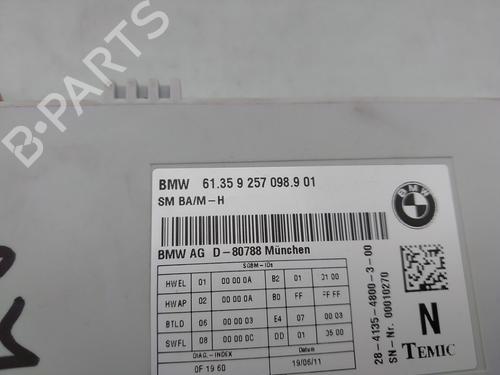 BMW 61.35 9 257 098.9 01
SM BA/M-H
BMW AG D-80788 München
SGBM-IDs
HWEL 01 00 00 0A B2 01 01 00
HWAP 02 00 00 0A B0 FF FF FF
BTLD 06 00 00 03 E4 07 00 03
SWFL 08 00 00 0C DD 01 35 00
DIAG.-INDEX Datum
0F 19 60 19/06/11
BMW
N
TEMIC
28-4135-4800-3-00
SN-Nr. 00010270
B-PARTS